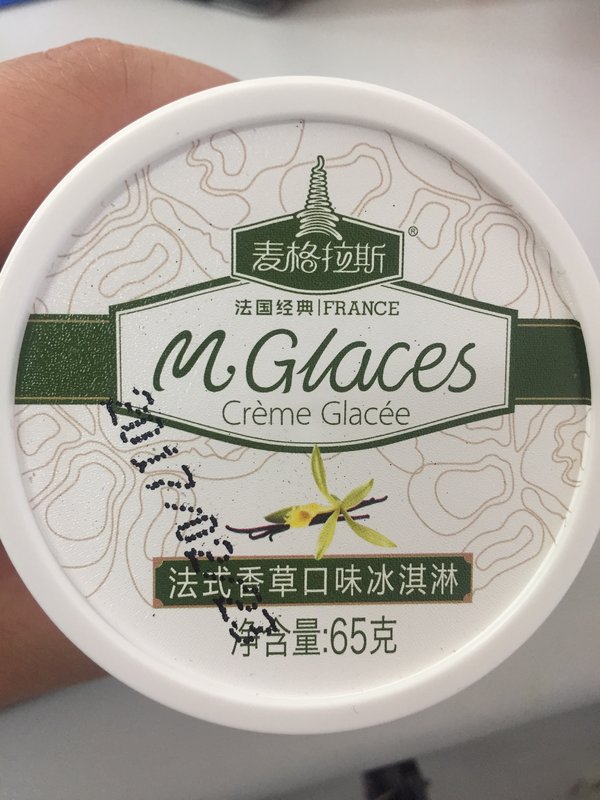 麦格拉斯®
法国经典|FRANCE
M Glaces
Crème Glacée
法式香草口味冰淇淋
净含量:65克